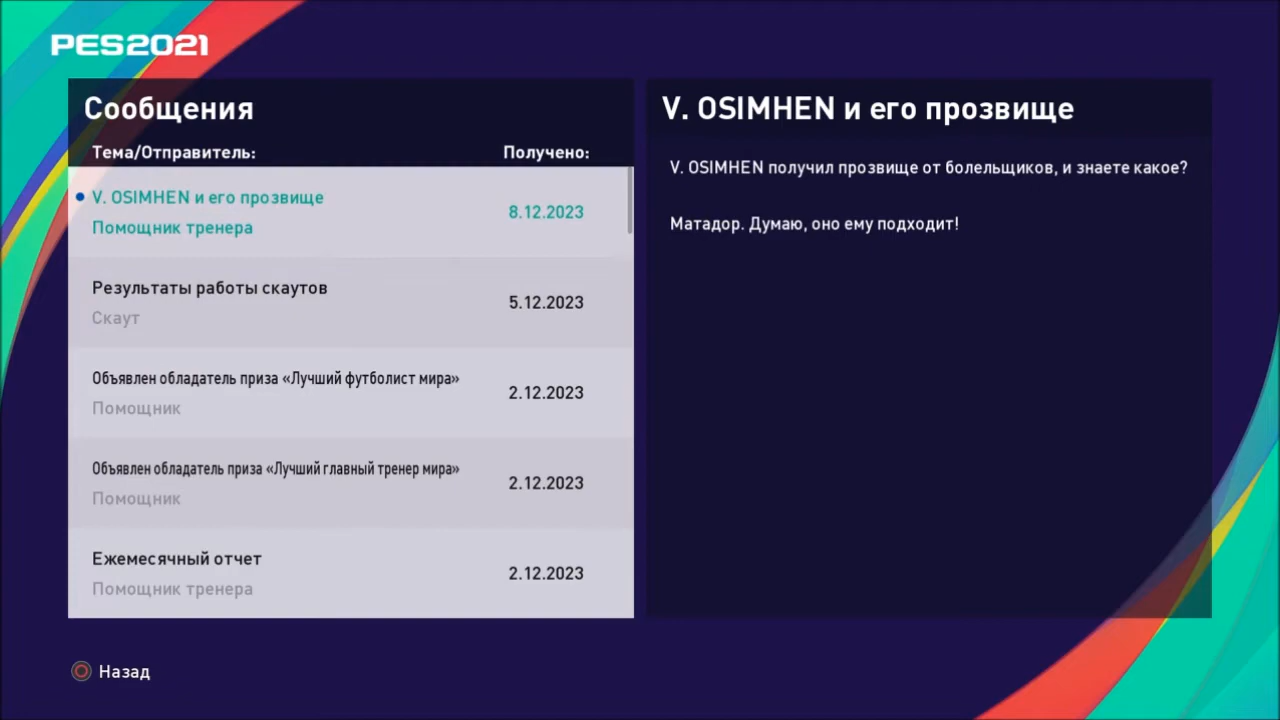 PES2021
Сообщения
Тема/Отправитель: Получено:
V. OSIMHEN и его прозвище
Помощник тренера
8.12.2023
Результаты работы скаутов
Скаут
5.12.2023
Объявлен обладатель приза «Лучший футболист мира»
Помощник
2.12.2023
Объявлен обладатель приза «Лучший главный тренер мира»
Помощник
2.12.2023
Ежемесячный отчет
Помощник тренера
2.12.2023
V. OSIMHEN и его прозвище
V. OSIMHEN получил прозвище от болельщиков, и знаете какое?
Матадор. Думаю, оно ему подходит!
Назад